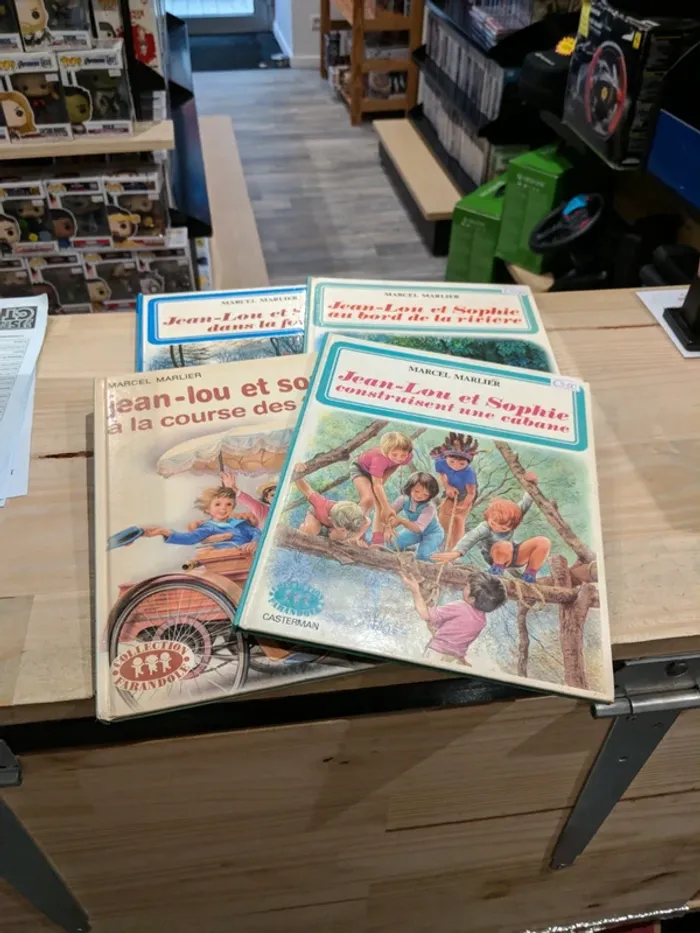 MARCEL MARLIER
Jean-Lou et
dans la
MARCEL MARLIER
Jean-Lou et Sophie
au bord de la rivière
MARCEL MARLIER
jean-lou et
à la course des
COLLECTION
FARANDOLE
MARCEL MARLIER
Jean-Lou et Sophie
construisent une cabane
COLLECTION
FARANDOLE
CASTERMAN